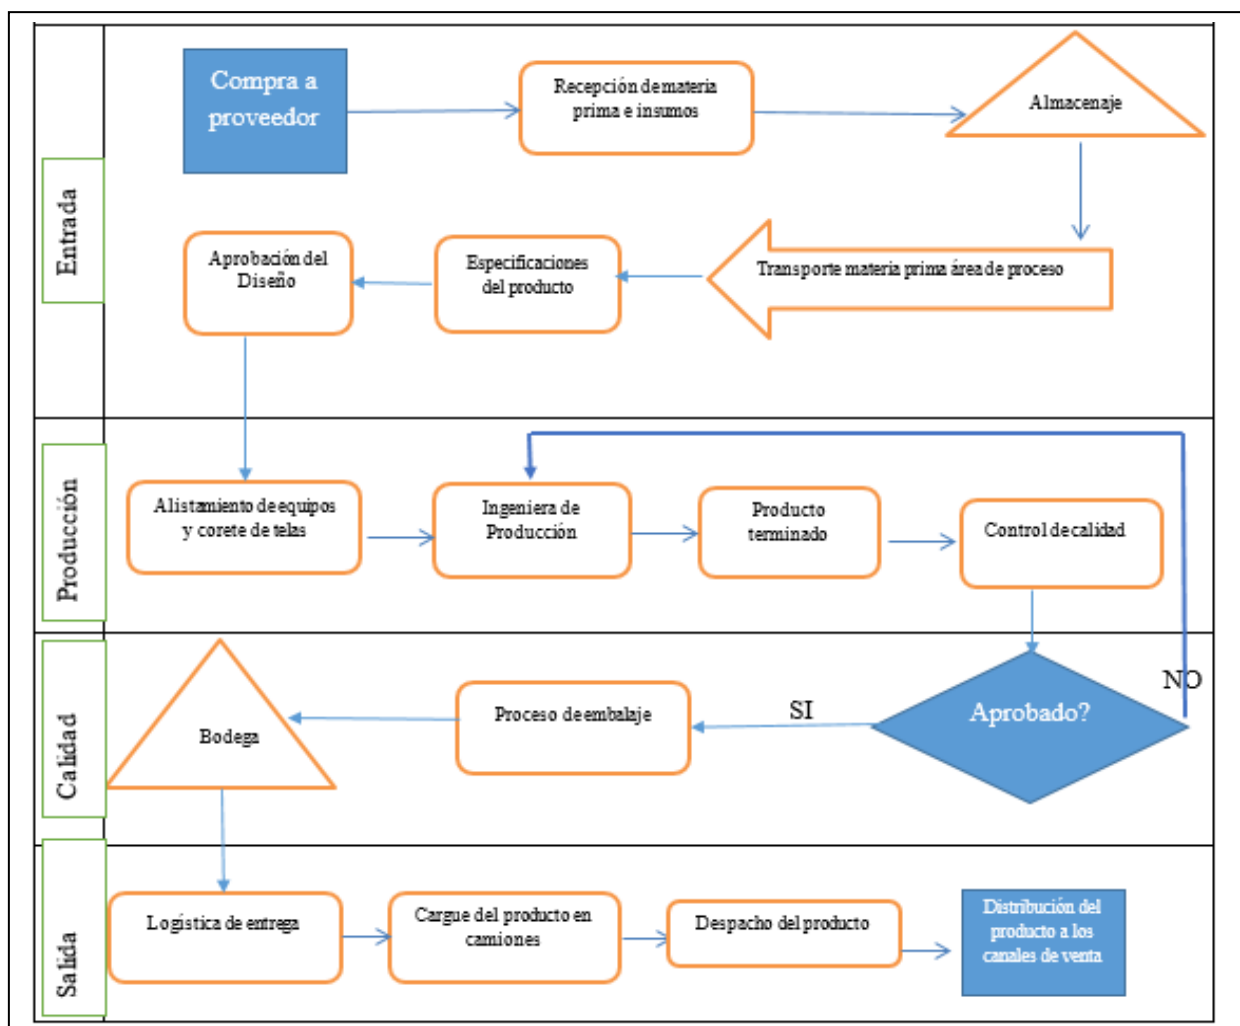 Entrada
Compra a
proveedor
Recepción de materia
prima e insumos
Almacenaje
Transporte materia prima área de proceso
Especificaciones
del producto
Aprobación del
Diseño
Producción
Alistamiento de equipos
y corete de telas
Ingeniera de
Producción
Producto
terminado
Control de calidad
Calidad
Aprobado?
NO
SI
Proceso de embalaje
Bodega
Salida
Logística de entrega
Cargue del producto en
camiones
Despacho del producto
Distribución del
producto a los
canales de venta